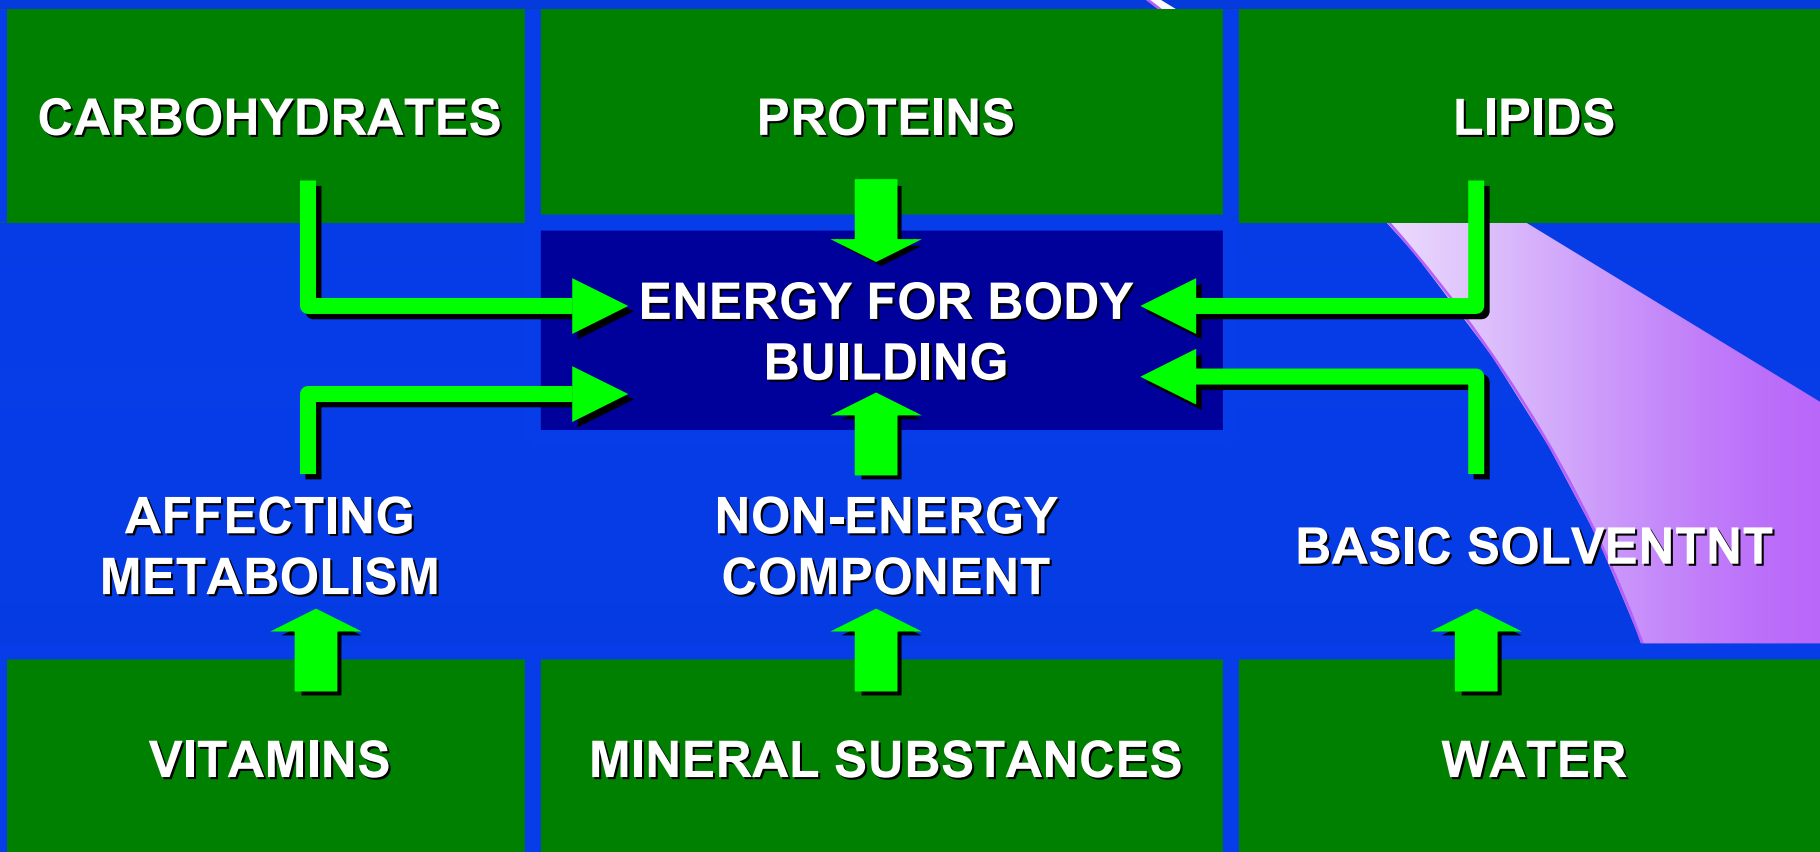 CARBOHYDRATES
PROTEINS
LIPIDS
ENERGY FOR BODY
BUILDING
AFFECTING
METABOLISM
NON-ENERGY
COMPONENT
BASIC SOLVENTNT
VITAMINS
MINERAL SUBSTANCES
WATER